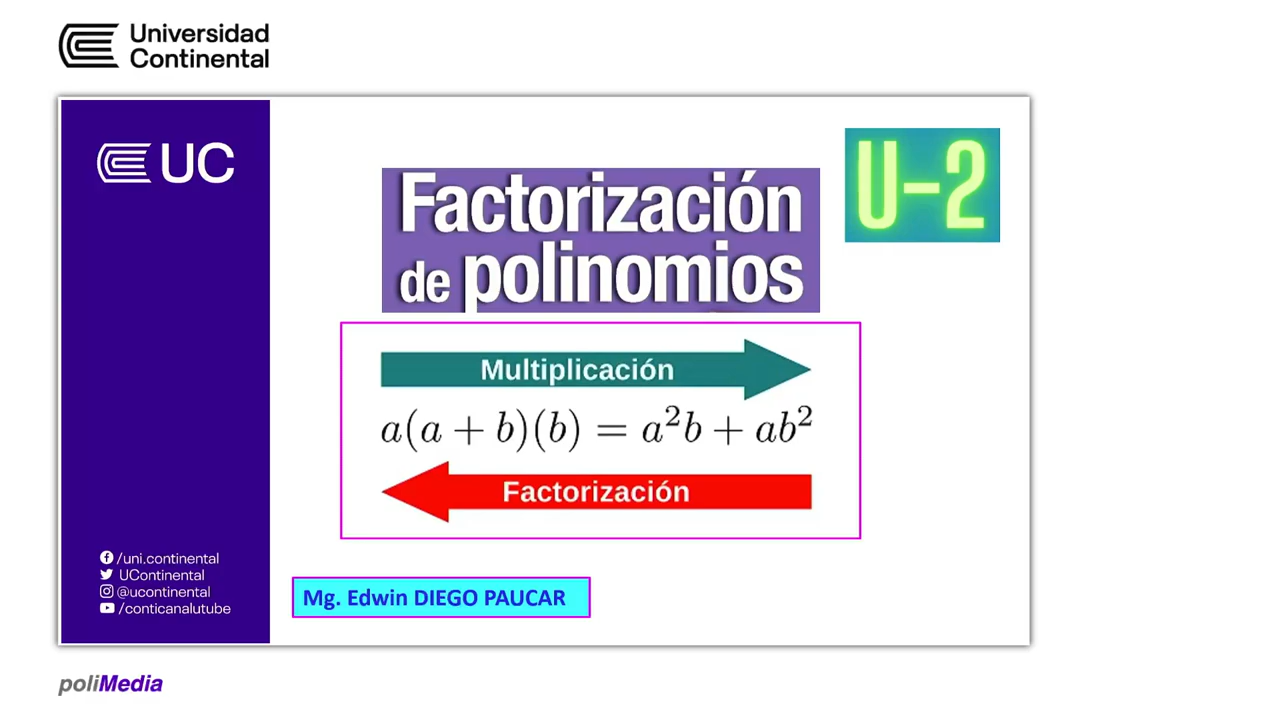 Universidad
Continental
UC
U-2
Factorización
de polinomios
Multiplicación
a(a + b)(b) = a²b + ab²
Factorización
/uni.continental
UContinental
@ucontinental
/conticanalutube
Mg. Edwin DIEGO PAUCAR
poliMedia